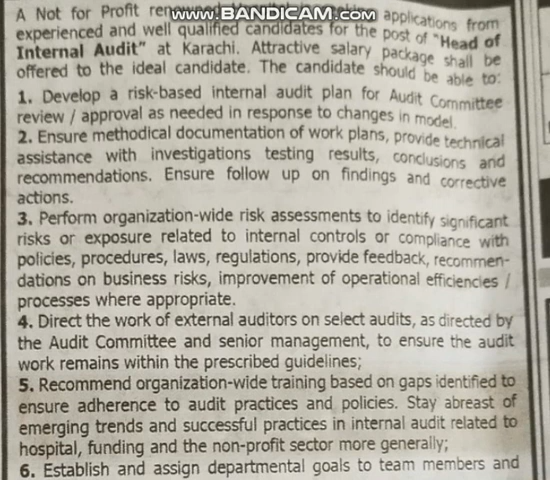 www.BANDICAM.com
A Not for Profit applications from
experienced and well qualified candidates for the post of "Head of
Internal Audit" at Karachi. Attractive salary package shall be
offered to the ideal candidate. The candidate should be able to:
1. Develop a risk-based internal audit plan for Audit Committee
review / approval as needed in response to changes in model.
2. Ensure methodical documentation of work plans, provide technical
assistance with investigations testing results, conclusions and
recommendations. Ensure follow up on findings and corrective
actions.
3. Perform organization-wide risk assessments to identify significant
risks or exposure related to internal controls or compliance with
policies, procedures, laws, regulations, provide feedback, recommen-
dations on business risks, improvement of operational efficiencies /
processes where appropriate.
4. Direct the work of external auditors on select audits, as directed by
the Audit Committee and senior management, to ensure the audit
work remains within the prescribed guidelines;
5. Recommend organization-wide training based on gaps identified to
ensure adherence to audit practices and policies. Stay abreast of
emerging trends and successful practices in internal audit related to
hospital, funding and the non-profit sector more generally;
6. Establish and assign departmental goals to team members and